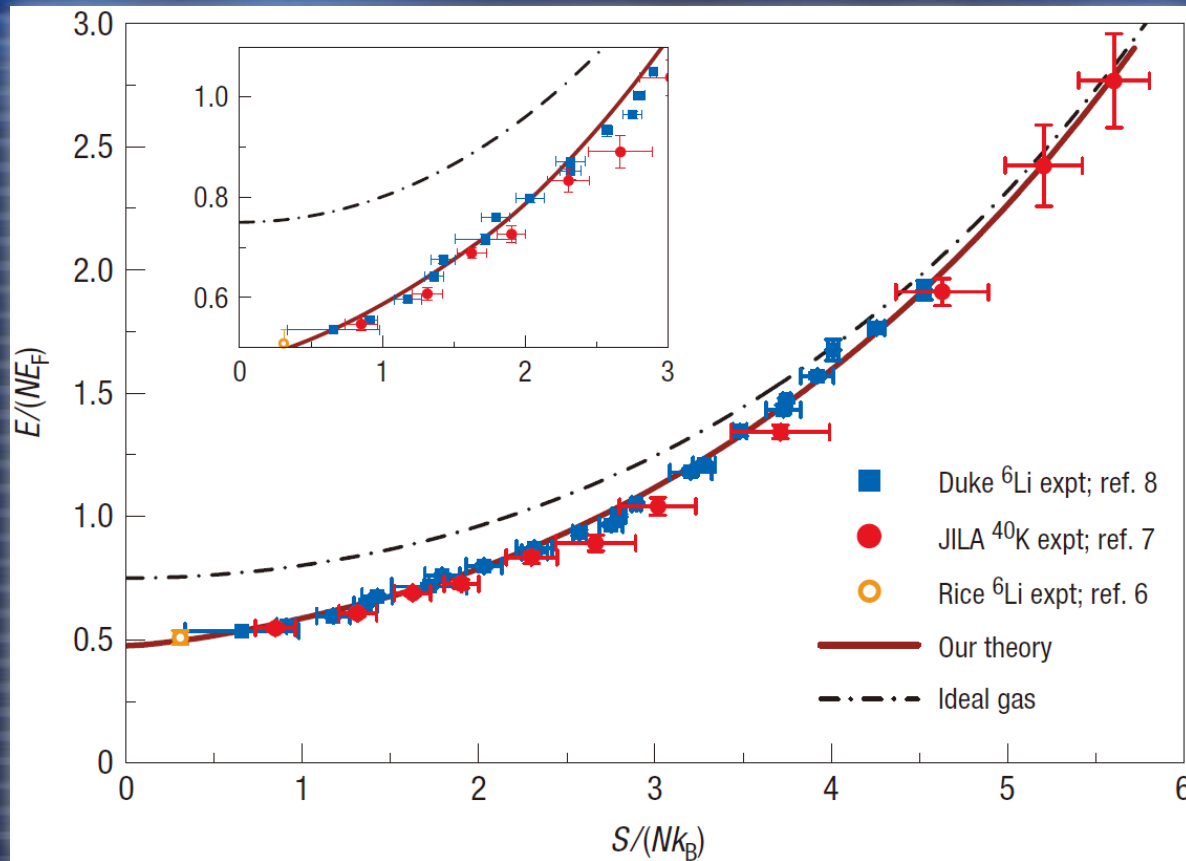 3.0
2.5
2.0
1.5
1.0
0.5
0
E/(NE_F)
1.0
0.8
0.6
0 1 2 3
Duke ⁶Li expt; ref. 8
JILA ⁴⁰K expt; ref. 7
Rice ⁶Li expt; ref. 6
Our theory
Ideal gas
0 1 2 3 4 5 6
S/(Nk_B)